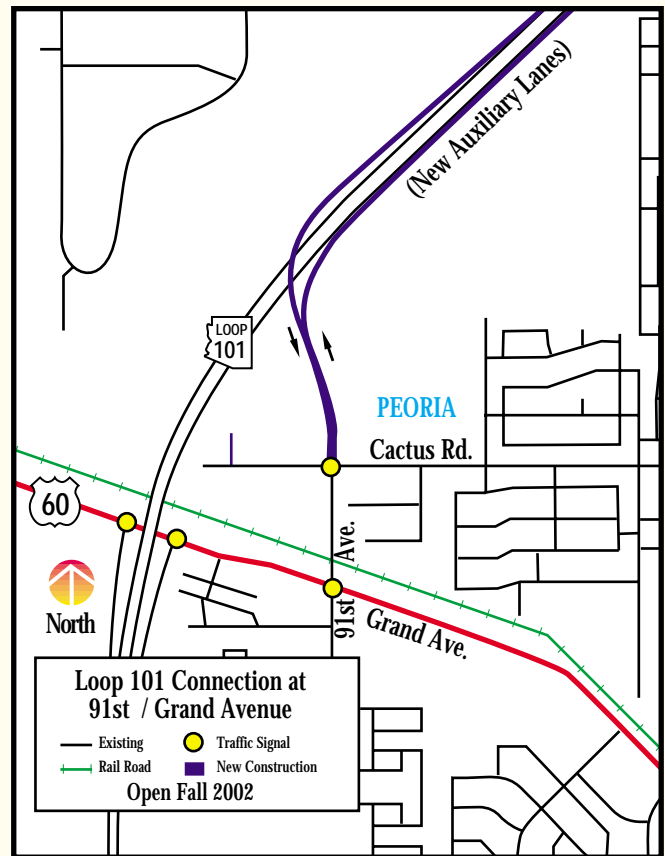 (New Auxiliary Lanes)
LOOP
101
PEORIA
Cactus Rd.
60
91st Ave.
Grand Ave.
North
Loop 101 Connection at
91st / Grand Avenue
Existing
Traffic Signal
Rail Road
New Construction
Open Fall 2002